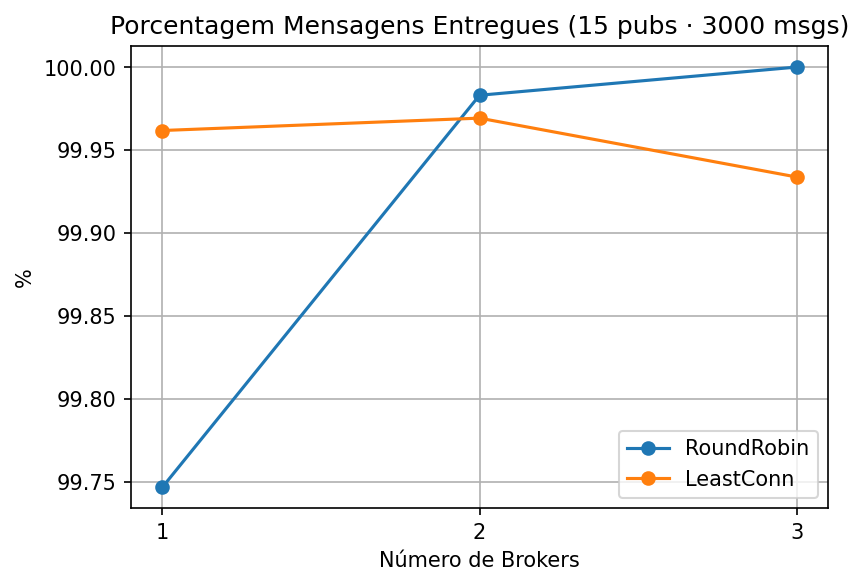 Porcentagem Mensagens Entregues (15 pubs · 3000 msgs)
100.00
99.95
99.90
99.85
99.80
99.75
%
RoundRobin
LeastConn
1
2
3
Número de Brokers